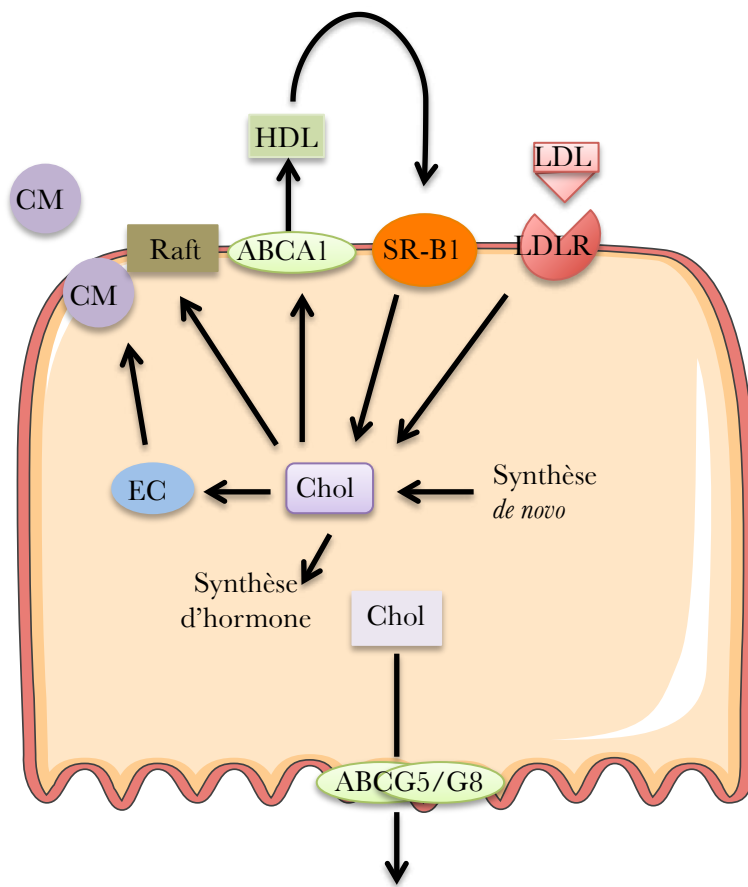 HDL
LDL
CM
Raft
ABCA1
SR-B1
LDLR
CM
EC
Chol
Synthèse
de novo
Synthèse
d’hormone
Chol
ABCG5/G8